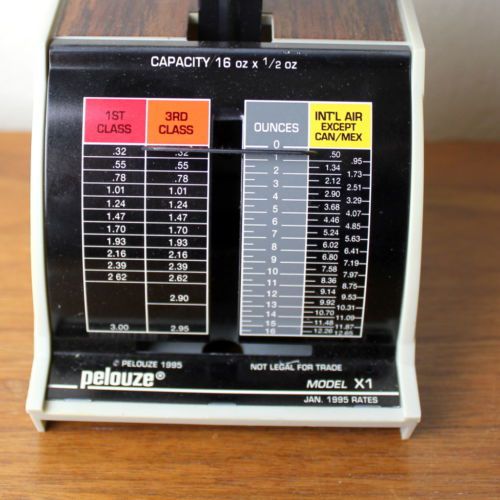 CAPACITY 16 oz x 1/2 oz
1ST CLASS
3RD CLASS
OUNCES
INT'L AIR EXCEPT CAN/MEX
.32 .32
.55 .55
.78 .78
1.01 1.01
1.24 1.24
1.47 1.47
1.70 1.70
1.93 1.93
2.16 2.16
2.39 2.39
2.62 2.62
2.90
3.00 2.95
0
1 .50 .95
2 1.34 1.73
3 2.12 2.51
4 2.90 3.29
5 3.68 4.07
6 4.46 4.85
7 5.24 5.63
8 6.02 6.41
9 6.80 7.19
10 7.58 7.97
11 8.36 8.75
12 9.14 9.53
13 9.92 10.31
14 10.70 11.09
15 11.48 11.87
16 12.26 12.65
© PELOUZE 1995
NOT LEGAL FOR TRADE
pelouze®
MODEL X1
JAN. 1995 RATES